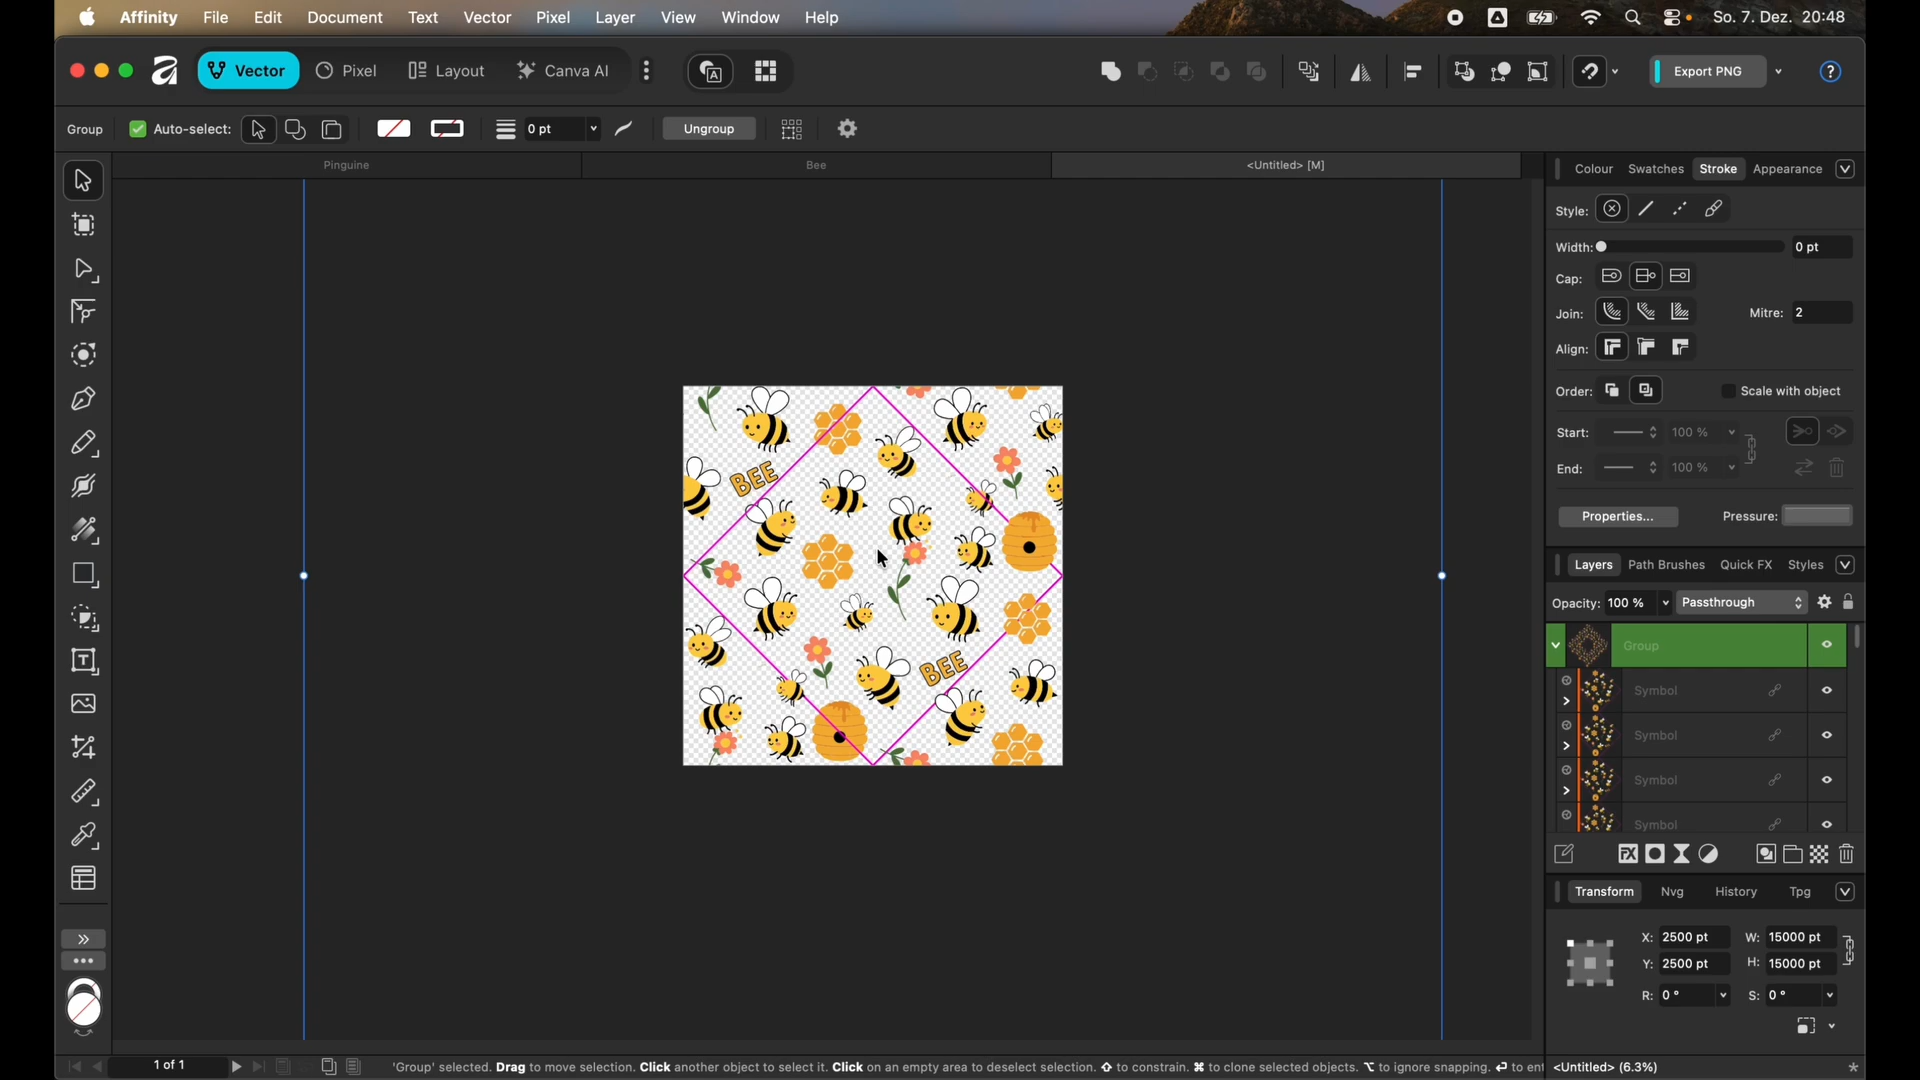 Affinity File Edit Document Text Vector Pixel Layer View Window Help So. 7. Dez. 20:48
Vector Pixel Layout Canva AI Export PNG
Group Auto-select: 0 pt Ungroup
Pinguine Bee <Untitled> [M]
Colour Swatches Stroke Appearance
Style:
Width: 0 pt
Cap:
Join: Mitre: 2
Align:
Order: Scale with object
Start: 100 %
End: 100 %
Properties... Pressure:
BEE
BEE
Layers Path Brushes Quick FX Styles
Opacity: 100 % Passthrough
Group
Symbol
Symbol
Symbol
Symbol
Transform Nvg History Tpg
X: 2500 pt W: 15000 pt
Y: 2500 pt H: 15000 pt
R: 0 ° S: 0 °
1 of 1 'Group' selected. Drag to move selection. Click another object to select it. Click on an empty area to deselect selection. ⇧ to constrain. ⌘ to clone selected objects. ⌥ to ignore snapping. ⏎ to en <Untitled> (6.3%) *